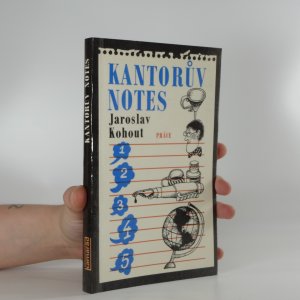 KANTORŮV
NOTES
Jaroslav
Kohout
PRÁCE
1
2
3
4
5
KANTORŮV NOTES